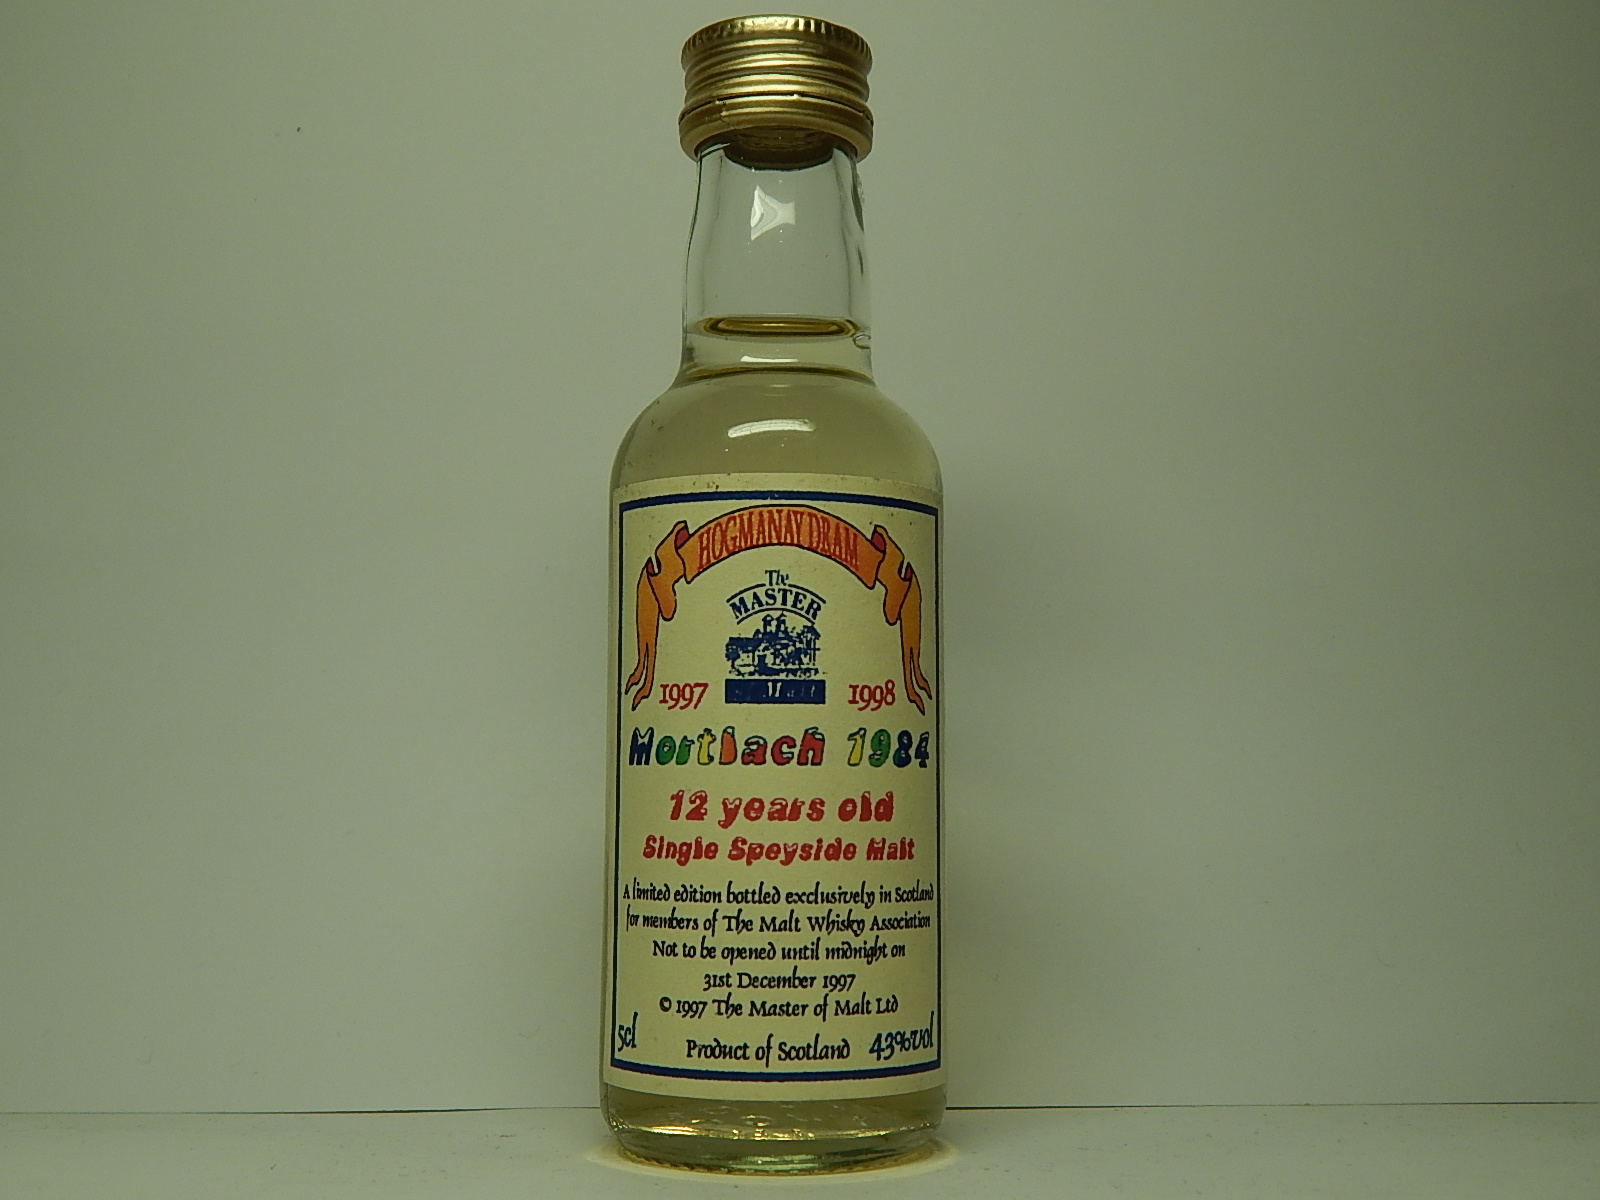 HOGMANAY DRAM
The
MASTER
of Malt
1997 1998
Mortlach 1984
12 years old
Single Speyside Malt
A limited edition bottled exclusively in Scotland
for members of The Malt Whisky Association
Not to be opened until midnight on
31st December 1997
© 1997 The Master of Malt Ltd
5cl Product of Scotland 43%vol